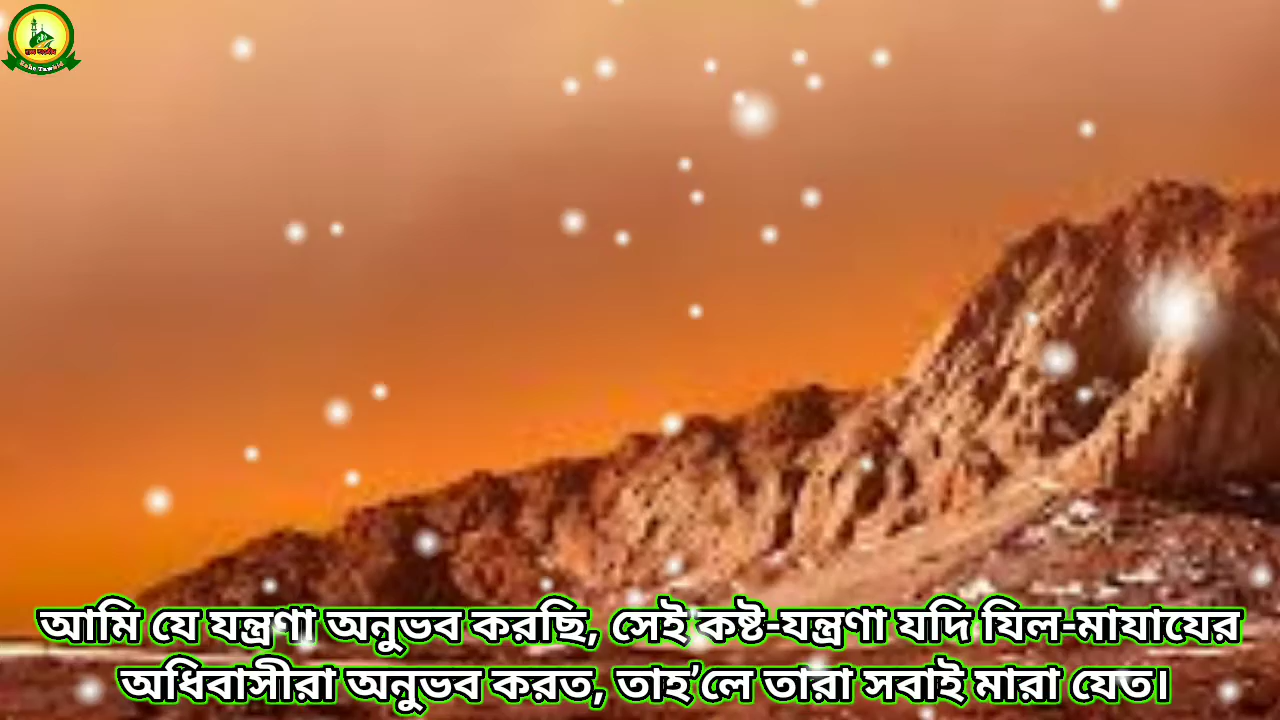 আমি যে যন্ত্রণা অনুভব করছি, সেই কষ্ট-যন্ত্রণা যদি যিল-মাযাযের
অধিবাসীরা অনুভব করত, তাহ’লে তারা সবাই মারা যেত।